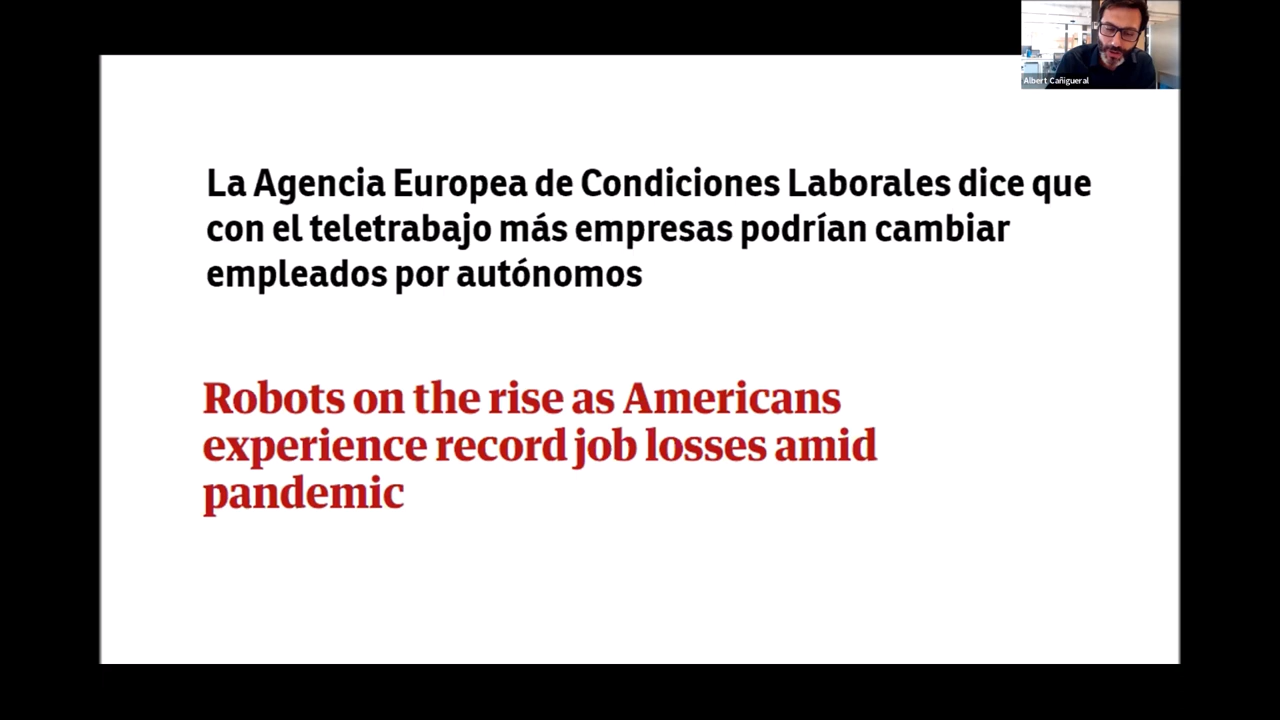 Albert Cañigueral
La Agencia Europea de Condiciones Laborales dice que
con el teletrabajo más empresas podrían cambiar
empleados por autónomos
Robots on the rise as Americans
experience record job losses amid
pandemic